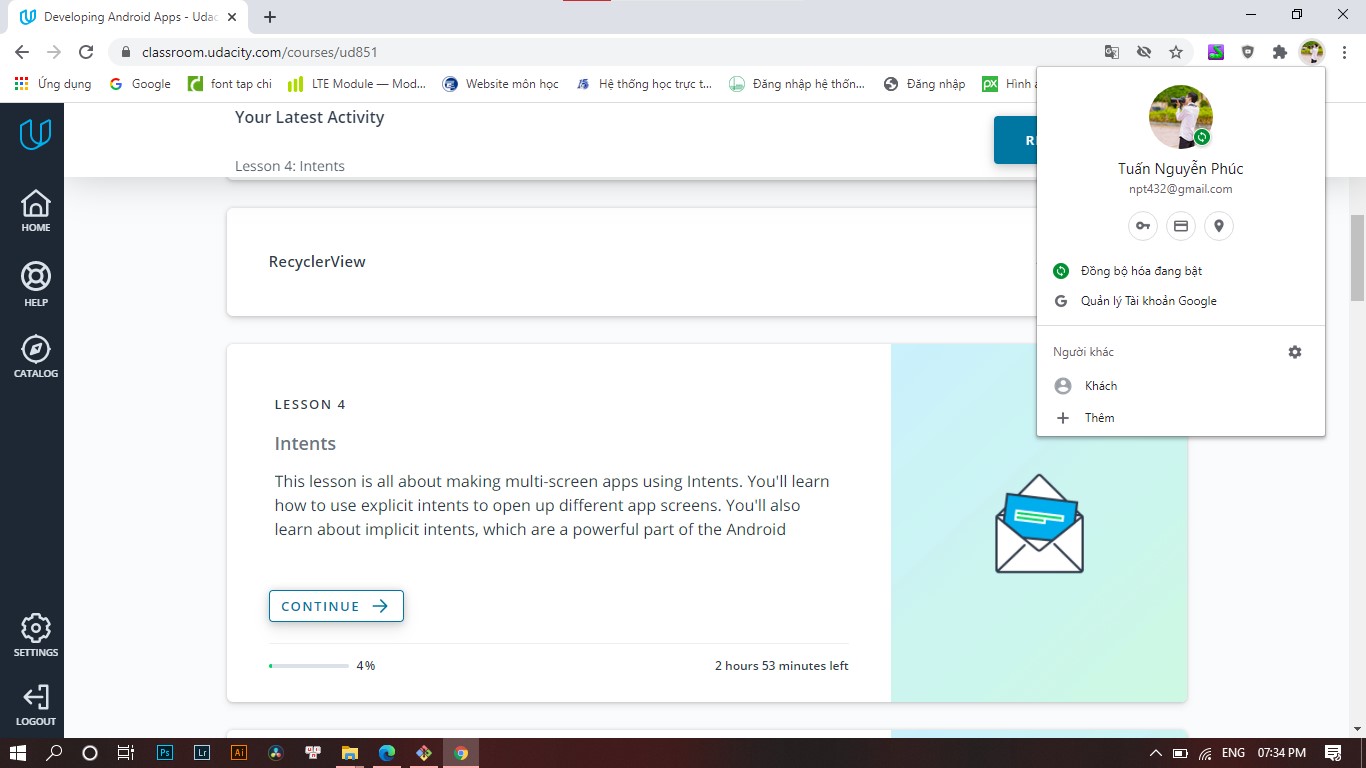 Developing Android Apps - Udac
classroom.udacity.com/courses/ud851
Ứng dụng
Google
font tạp chi
LTE Module — Mod...
Website môn học
Hệ thống học trực t...
Đăng nhập hệ thốn...
Đăng nhập
Hình
HOME
HELP
CATALOG
SETTINGS
LOGOUT
Your Latest Activity
Lesson 4: Intents
RecyclerView
LESSON 4
Intents
This lesson is all about making multi-screen apps using Intents. You'll learn
how to use explicit intents to open up different app screens. You'll also
learn about implicit intents, which are a powerful part of the Android
CONTINUE
4%
2 hours 53 minutes left
Tuấn Nguyễn Phúc
npt432@gmail.com
Đồng bộ hóa đang bật
Quản lý Tài khoản Google
Người khác
Khách
Thêm
Ps
Lr
Ai
ENG
07:34 PM